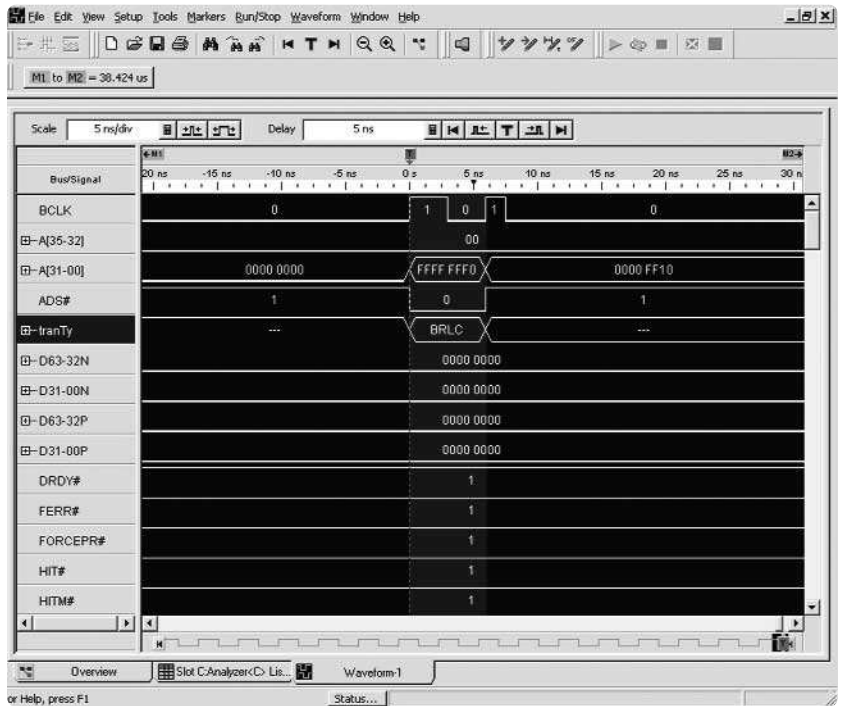 File Edit View Setup Tools Markers Run/Stop Waveform Window Help
M1 to M2 = 38.424 us
Scale 5 ns/div Delay 5 ns
M1 M2
Bus/Signal 20 ns -15 ns -10 ns -5 ns 0 s 5 ns 10 ns 15 ns 20 ns 25 ns 30 n
BCLK 0 1 0 1 0
A[35-32] 00
A[31-00] 0000 0000 FFFF FFF0 0000 FF10
ADS# 1 0 1
tranTy --- BRLC ---
D63-32N 0000 0000
D31-00N 0000 0000
D63-32P 0000 0000
D31-00P 0000 0000
DRDY# 1
FERR# 1
FORCEPR# 1
HIT# 1
HITM# 1
Overview Slot C:Analyzer<C> Lis... Waveform-1
or Help, press F1 Status...